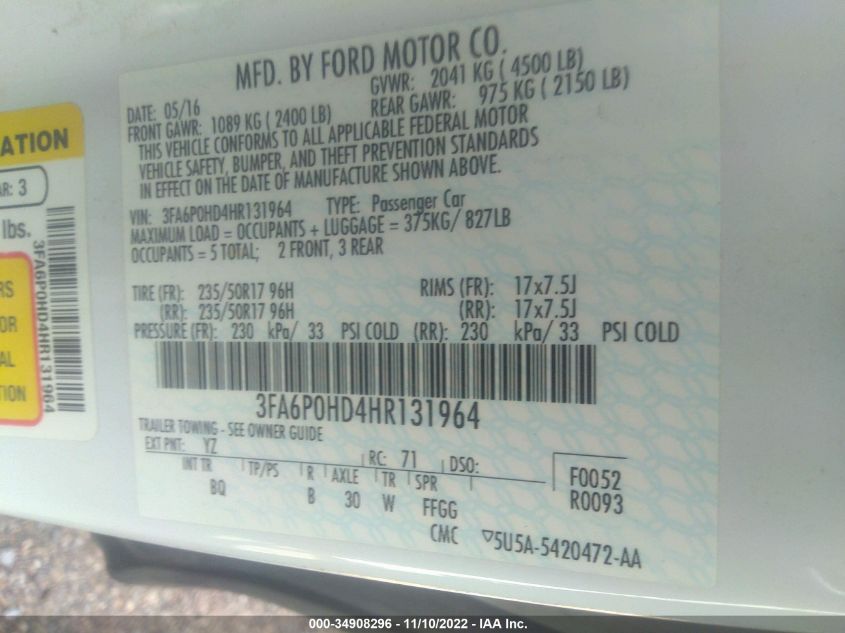 MFD. BY FORD MOTOR CO.
DATE: 05/16 GVWR: 2041 KG ( 4500 LB)
FRONT GAWR: 1089 KG ( 2400 LB) REAR GAWR: 975 KG ( 2150 LB)
THIS VEHICLE CONFORMS TO ALL APPLICABLE FEDERAL MOTOR
VEHICLE SAFETY, BUMPER, AND THEFT PREVENTION STANDARDS
IN EFFECT ON THE DATE OF MANUFACTURE SHOWN ABOVE.
VIN: 3FA6P0HD4HR131964 TYPE: Passenger Car
MAXIMUM LOAD = OCCUPANTS + LUGGAGE = 375KG/ 827LB
OCCUPANTS = 5 TOTAL; 2 FRONT, 3 REAR
TIRE (FR): 235/50R17 96H RIMS (FR): 17x7.5J
(RR): 235/50R17 96H (RR): 17x7.5J
PRESSURE (FR): 230 kPa/ 33 PSI COLD (RR): 230 kPa/ 33 PSI COLD
3FA6P0HD4HR131964
TRAILER TOWING - SEE OWNER GUIDE
EXT PNT: YZ RC: 71 DSO:
INT TR TP/PS R AXLE TR SPR F0052
BQ B 30 W FFGG R0093
CMC 5U5A-5420472-AA
ATION
AR: 3
lbs.
3FA6P0HD4HR131964
RS
OR
AL
TION
000-34908296 - 11/10/2022 - IAA Inc.